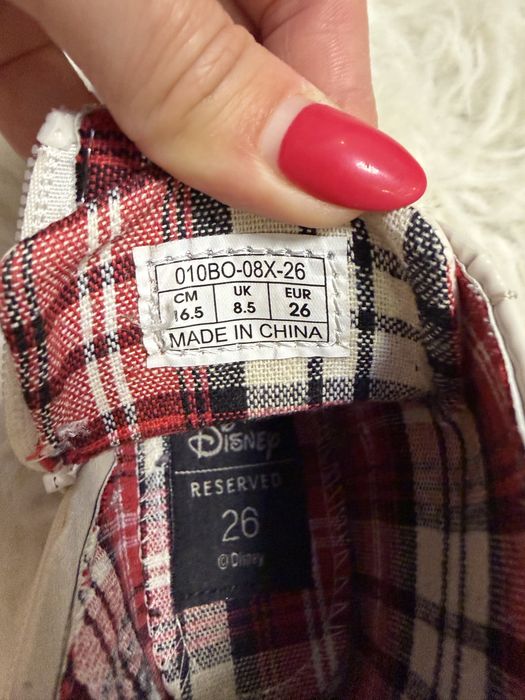 010BO-08X-26
CM UK EUR
16.5 8.5 26
MADE IN CHINA
Disney
RESERVED
26
©Disney